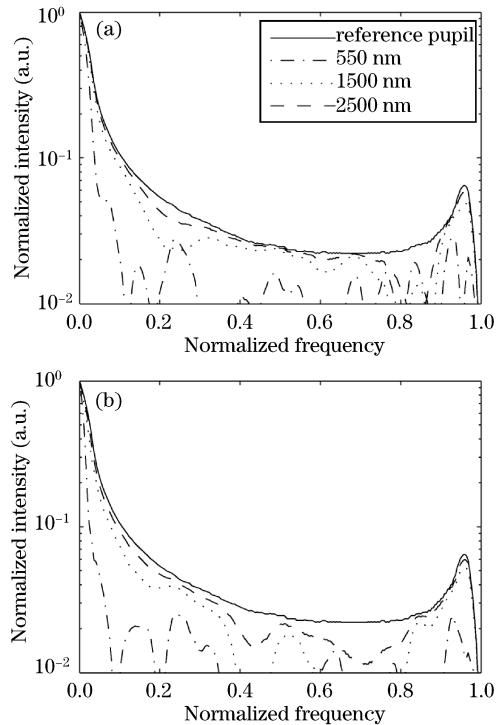 (a)
reference pupil
550 nm
1500 nm
2500 nm
Normalized intensity (a.u.)
10⁰
10⁻¹
10⁻²
0.0 0.2 0.4 0.6 0.8 1.0
Normalized frequency
(b)
Normalized intensity (a.u.)
10⁰
10⁻¹
10⁻²
0.0 0.2 0.4 0.6 0.8 1.0
Normalized frequency